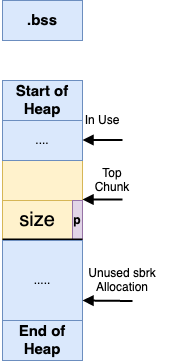 .bss
Start of
Heap
In Use
....
Top
Chunk
size
p
Unused sbrk
Allocation
.....
End of
Heap